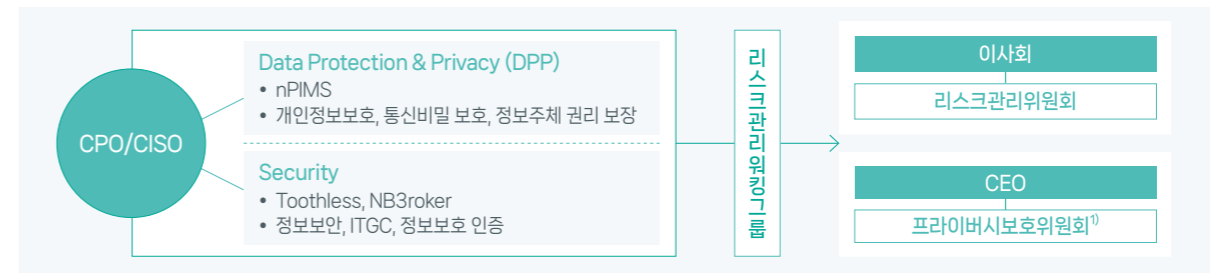 CPO/CISO
Data Protection & Privacy (DPP)
• nPIMS
• 개인정보보호, 통신비밀 보호, 정보주체 권리 보장
Security
• Toothless, NB3roker
• 정보보안, ITGC, 정보보호 인증
리스크관리워킹그룹
이사회
리스크관리위원회
CEO
프라이버시보호위원회1)